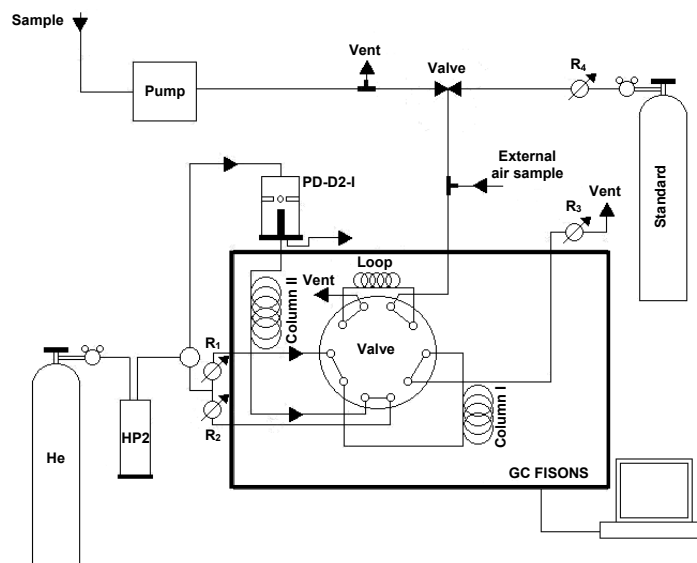 Sample
Pump
Vent
Valve
R4
External
air sample
Standard
PD-D2-I
Vent
R3
Loop
Vent
Column II
Valve
R1
R2
Column I
HP2
He
GC FISONS